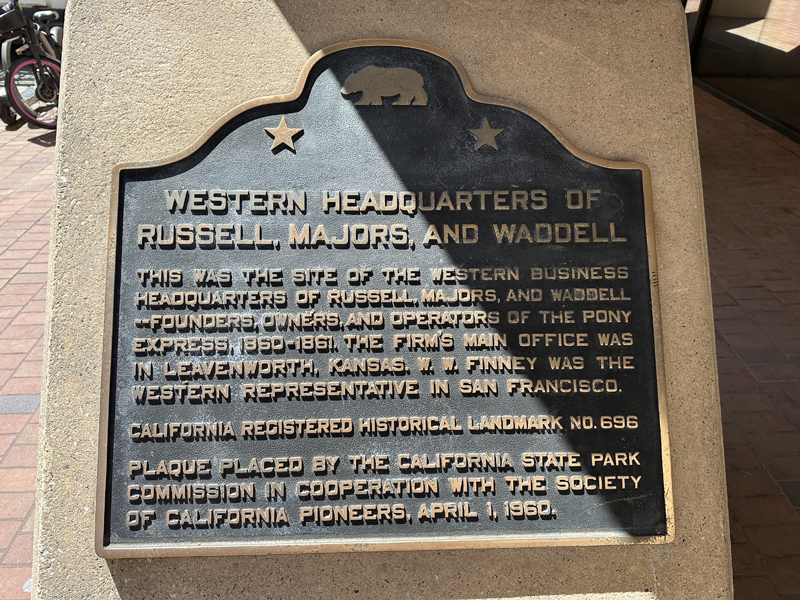 WESTERN HEADQUARTERS OF
RUSSELL, MAJORS, AND WADDELL
THIS WAS THE SITE OF THE WESTERN BUSINESS
HEADQUARTERS OF RUSSELL, MAJORS, AND WADDELL
--FOUNDERS, OWNERS, AND OPERATORS OF THE PONY
EXPRESS, 1860-1861. THE FIRM'S MAIN OFFICE WAS
IN LEAVENWORTH, KANSAS. W. W. FINNEY WAS THE
WESTERN REPRESENTATIVE IN SAN FRANCISCO.
CALIFORNIA REGISTERED HISTORICAL LANDMARK NO. 696
PLAQUE PLACED BY THE CALIFORNIA STATE PARK
COMMISSION IN COOPERATION WITH THE SOCIETY
OF CALIFORNIA PIONEERS, APRIL 1, 1960.